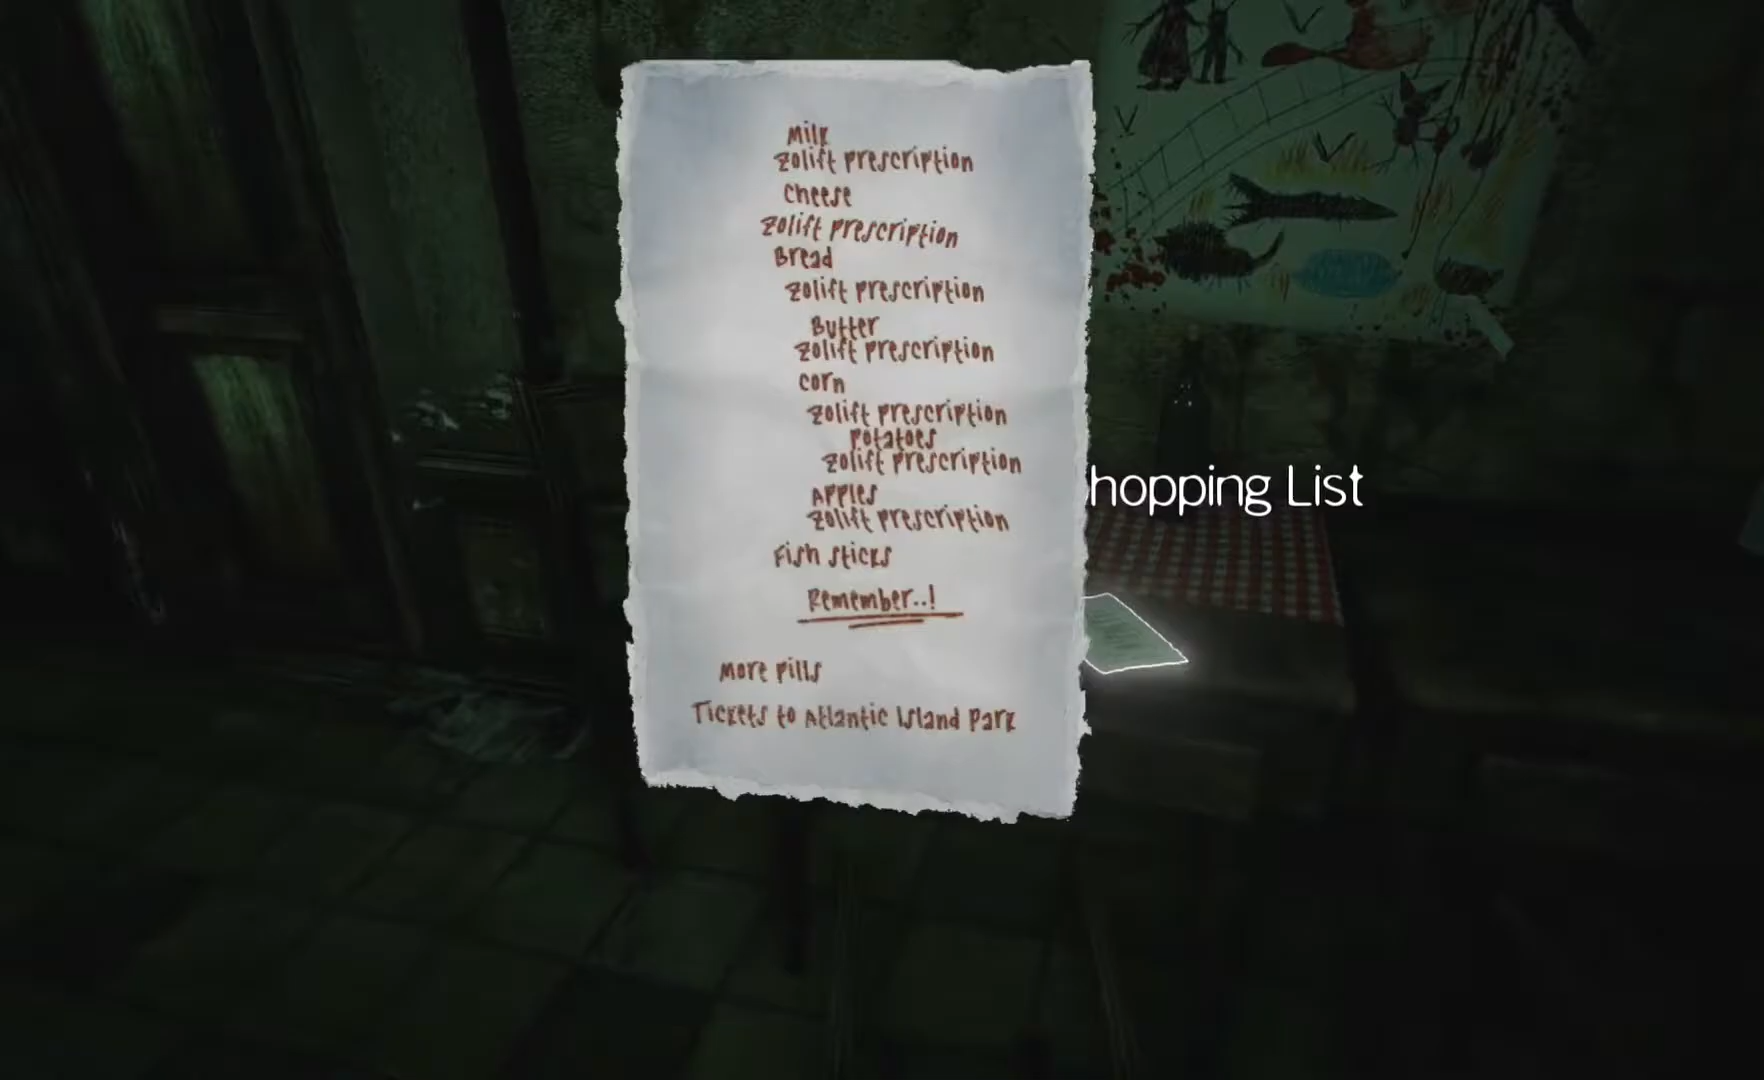 Milk
Zolift prescription
Cheese
Zolift prescription
Bread
Zolift prescription
Butter
Zolift prescription
corn
Zolift prescription
Potatoes
Zolift prescription
Apples
Zolift prescription
Fish sticks
Remember..!
More pills
Tickets to Atlantic Island Park
hopping List